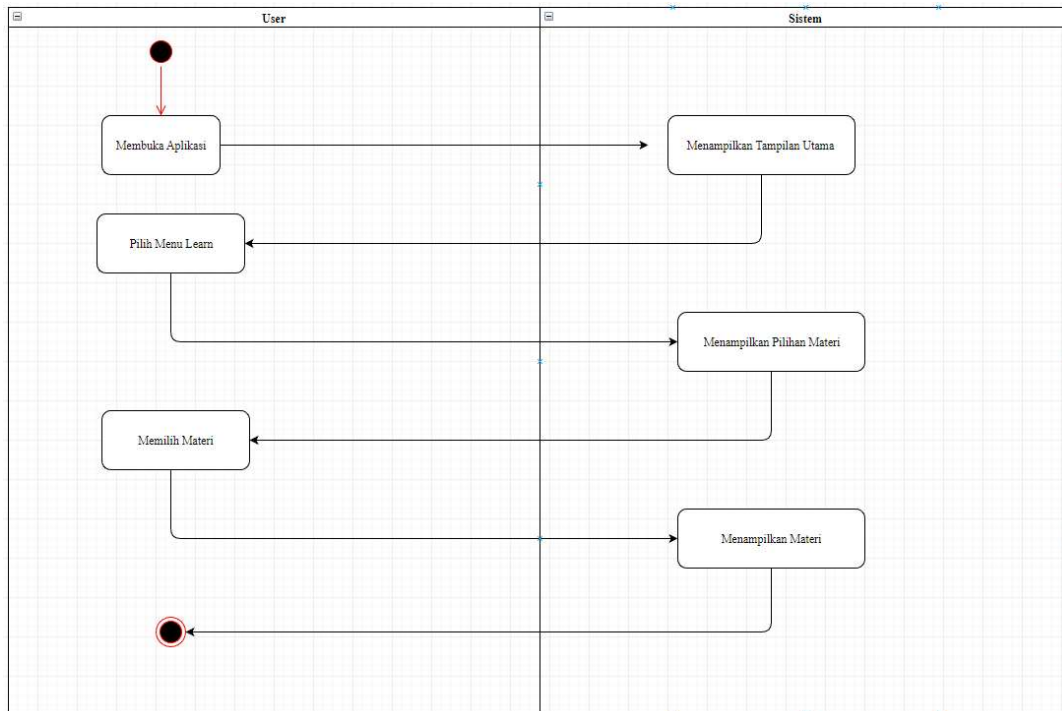 User
Sistem
Membuka Aplikasi
Menampilkan Tampilan Utama
Pilih Menu Learn
Menampilkan Pilihan Materi
Memilih Materi
Menampilkan Materi